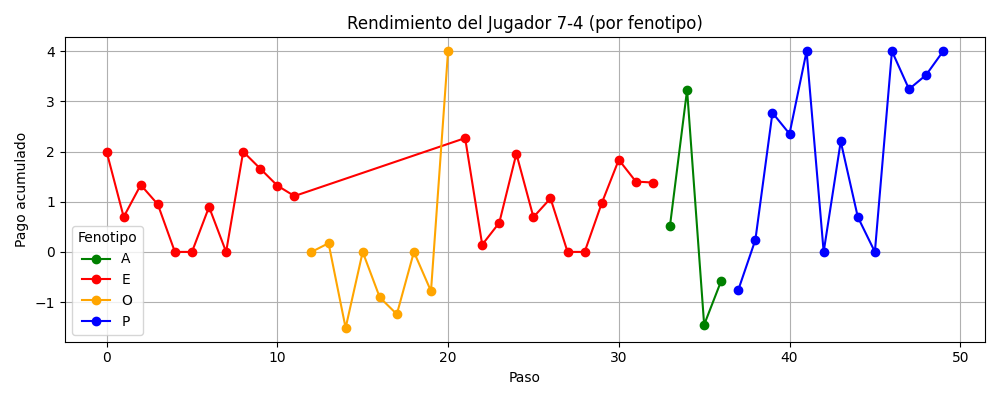 Rendimiento del Jugador 7-4 (por fenotipo)
Pago acumulado
4
3
2
1
0
−1
Fenotipo
A
E
O
P
0 10 20 30 40 50
Paso